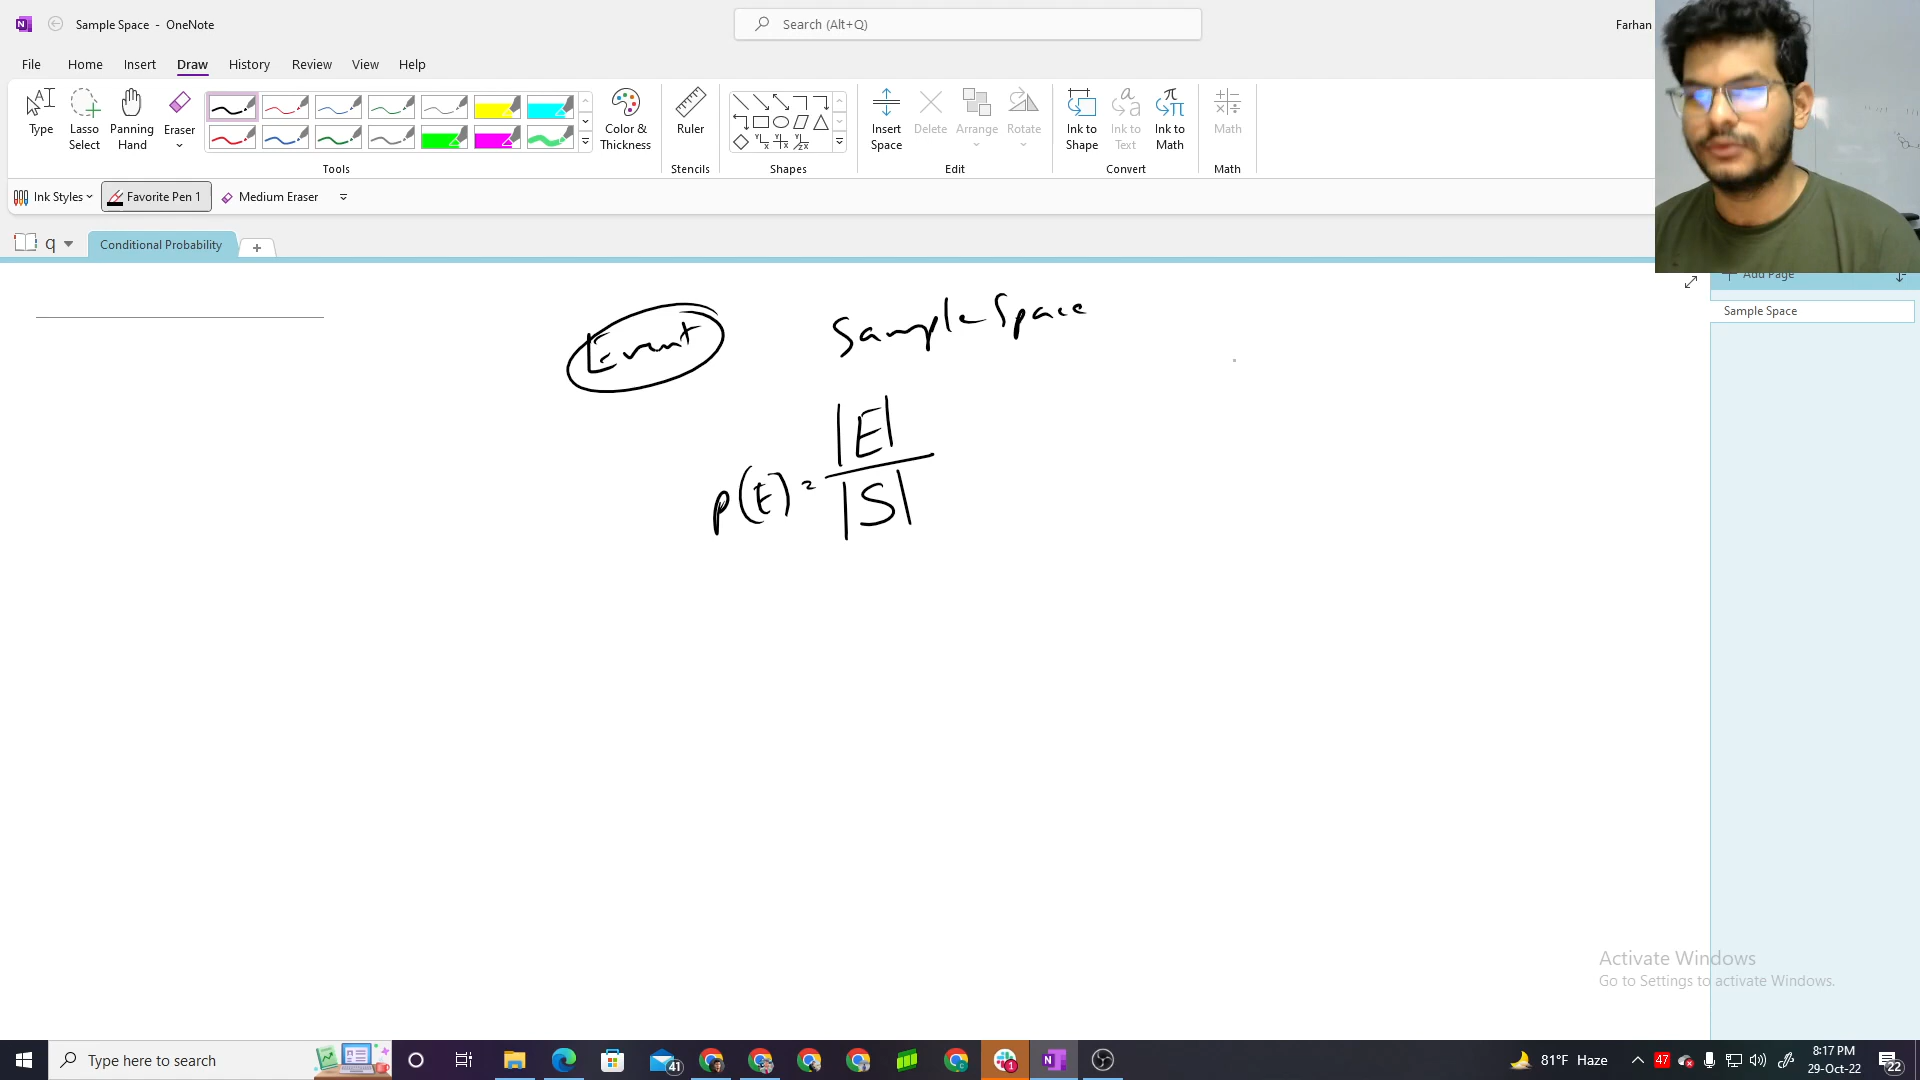 Sample Space - OneNote
Search (Alt+Q)
Farhan
File Home Insert Draw History Review View Help
Type
Lasso Select
Panning Hand
Eraser
Color & Thickness
Ruler
Insert Space
Delete
Arrange
Rotate
Ink to Shape
Ink to Text
Ink to Math
Math
Tools Stencils Shapes Edit Convert Math
Ink Styles Favorite Pen 1 Medium Eraser
q Conditional Probability
Add Page
Sample Space
Event Sample Space
|E|
P(E) =
|S|
Activate Windows
Go to Settings to activate Windows.
Type here to search
41
1
81°F Haze
47
8:17 PM
29-Oct-22
22